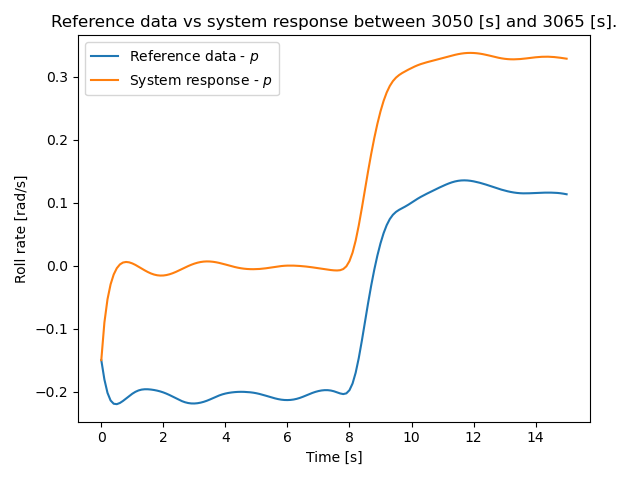 Reference data vs system response between 3050 [s] and 3065 [s].
Reference data - p
System response - p
0.3
0.2
0.1
0.0
−0.1
−0.2
Roll rate [rad/s]
0 2 4 6 8 10 12 14
Time [s]